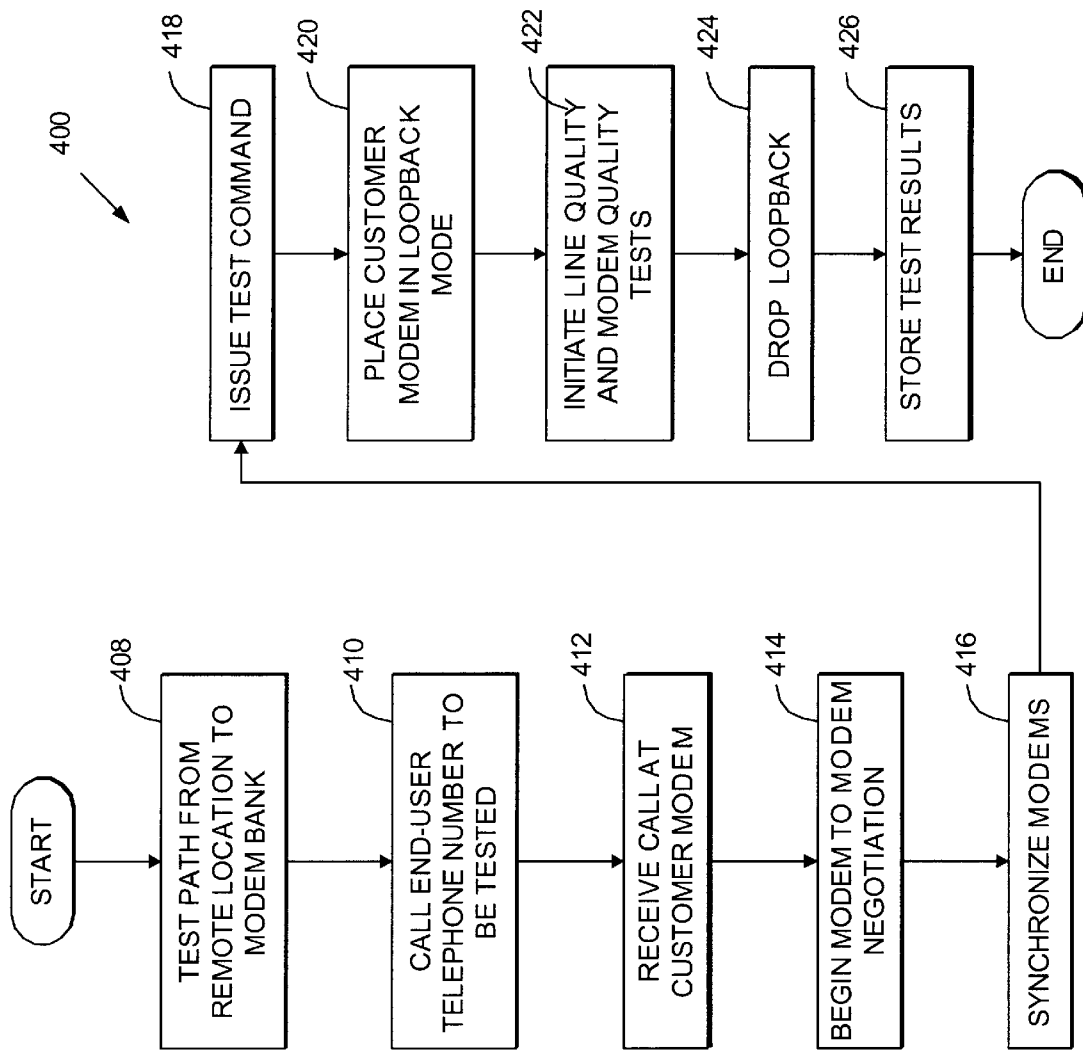 400
START
408
TEST PATH FROM
REMOTE LOCATION TO
MODEM BANK
410
CALL END-USER
TELEPHONE NUMBER TO
BE TESTED
412
RECEIVE CALL AT
CUSTOMER MODEM
414
BEGIN MODEM TO MODEM
NEGOTIATION
416
SYNCHRONIZE MODEMS
418
ISSUE TEST COMMAND
420
PLACE CUSTOMER
MODEM IN LOOPBACK
MODE
422
INITIATE LINE QUALITY
AND MODEM QUALITY
TESTS
424
DROP LOOPBACK
426
STORE TEST RESULTS
END